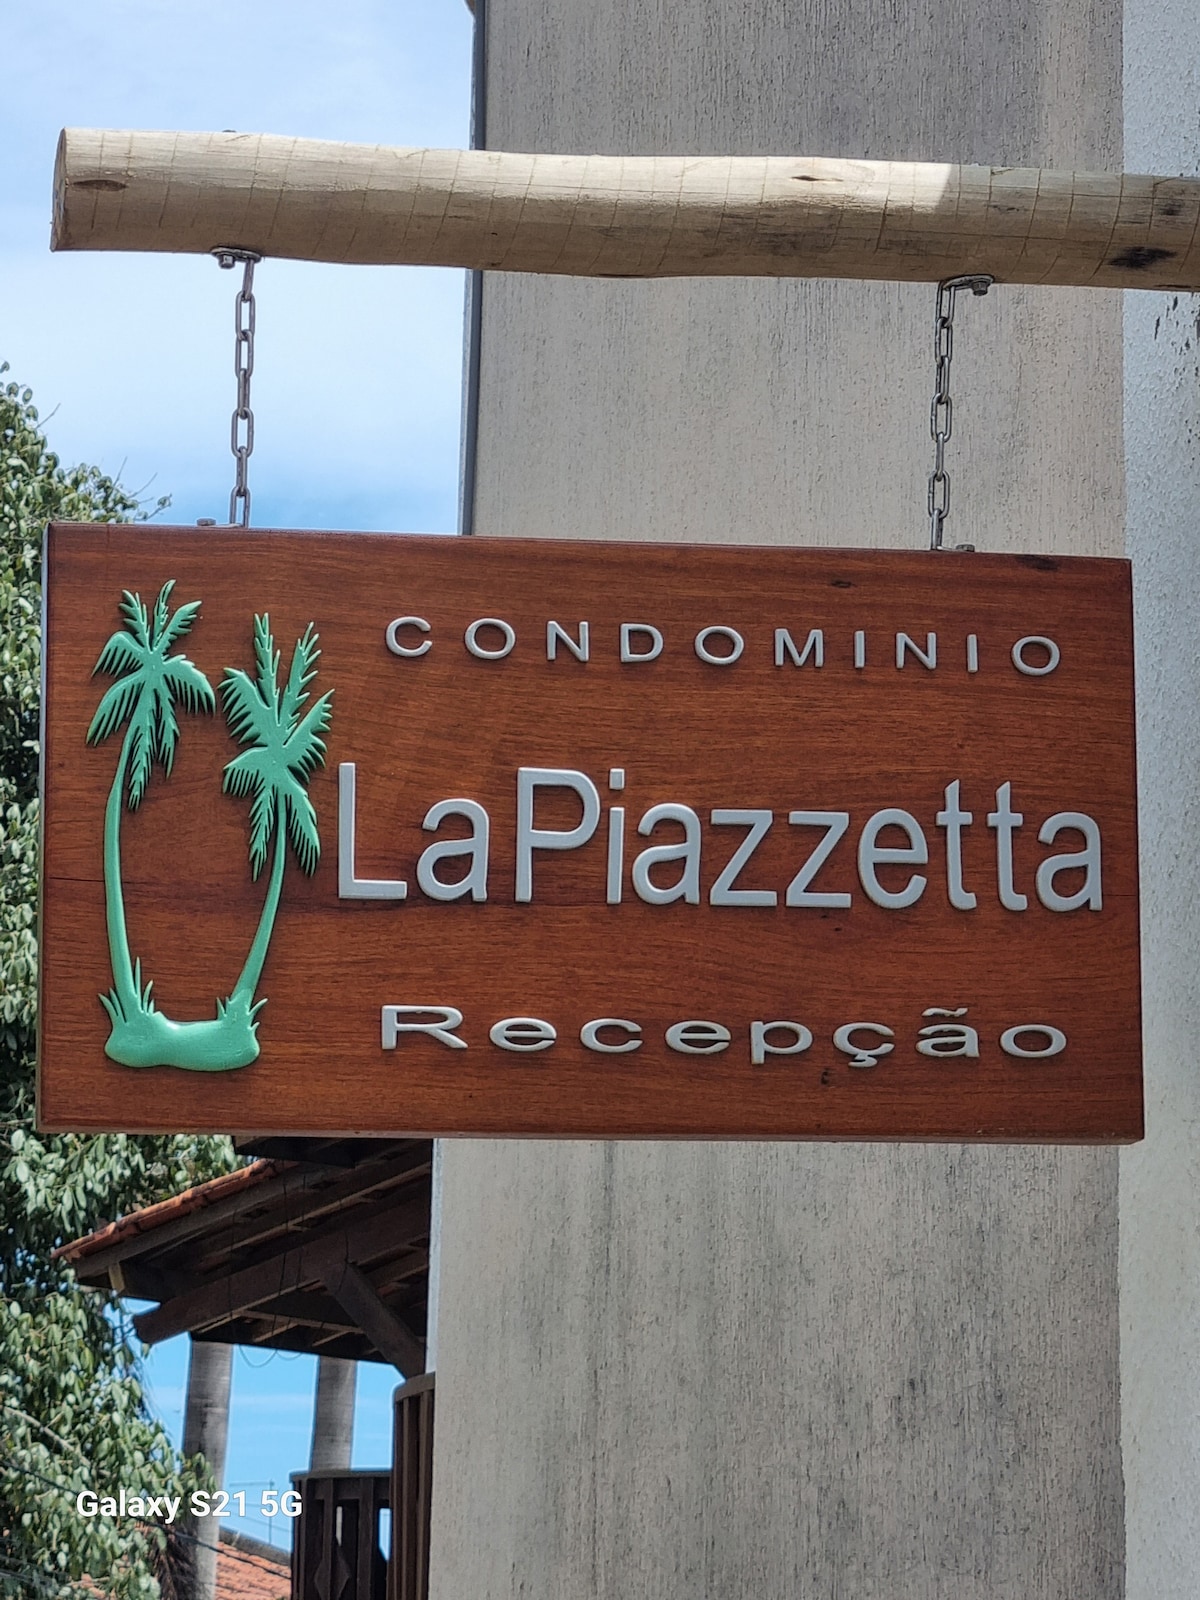 CONDOMINIO
LaPiazzetta
Recepção
Galaxy S21 5G